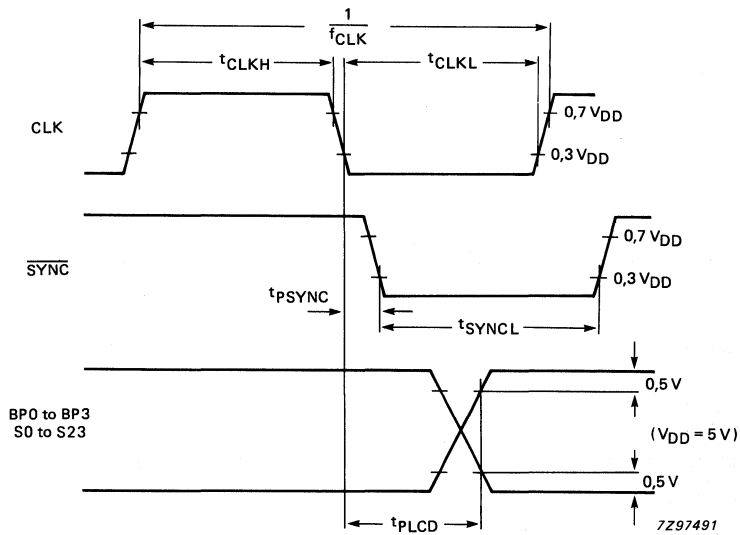 1
fCLK
tCLKH
tCLKL
CLK
0,7 VDD
0,3 VDD
SYNC
0,7 VDD
0,3 VDD
tPSYNC
tSYNCL
BP0 to BP3
S0 to S23
0,5 V
(VDD = 5 V)
0,5 V
tPLCD
7Z97491